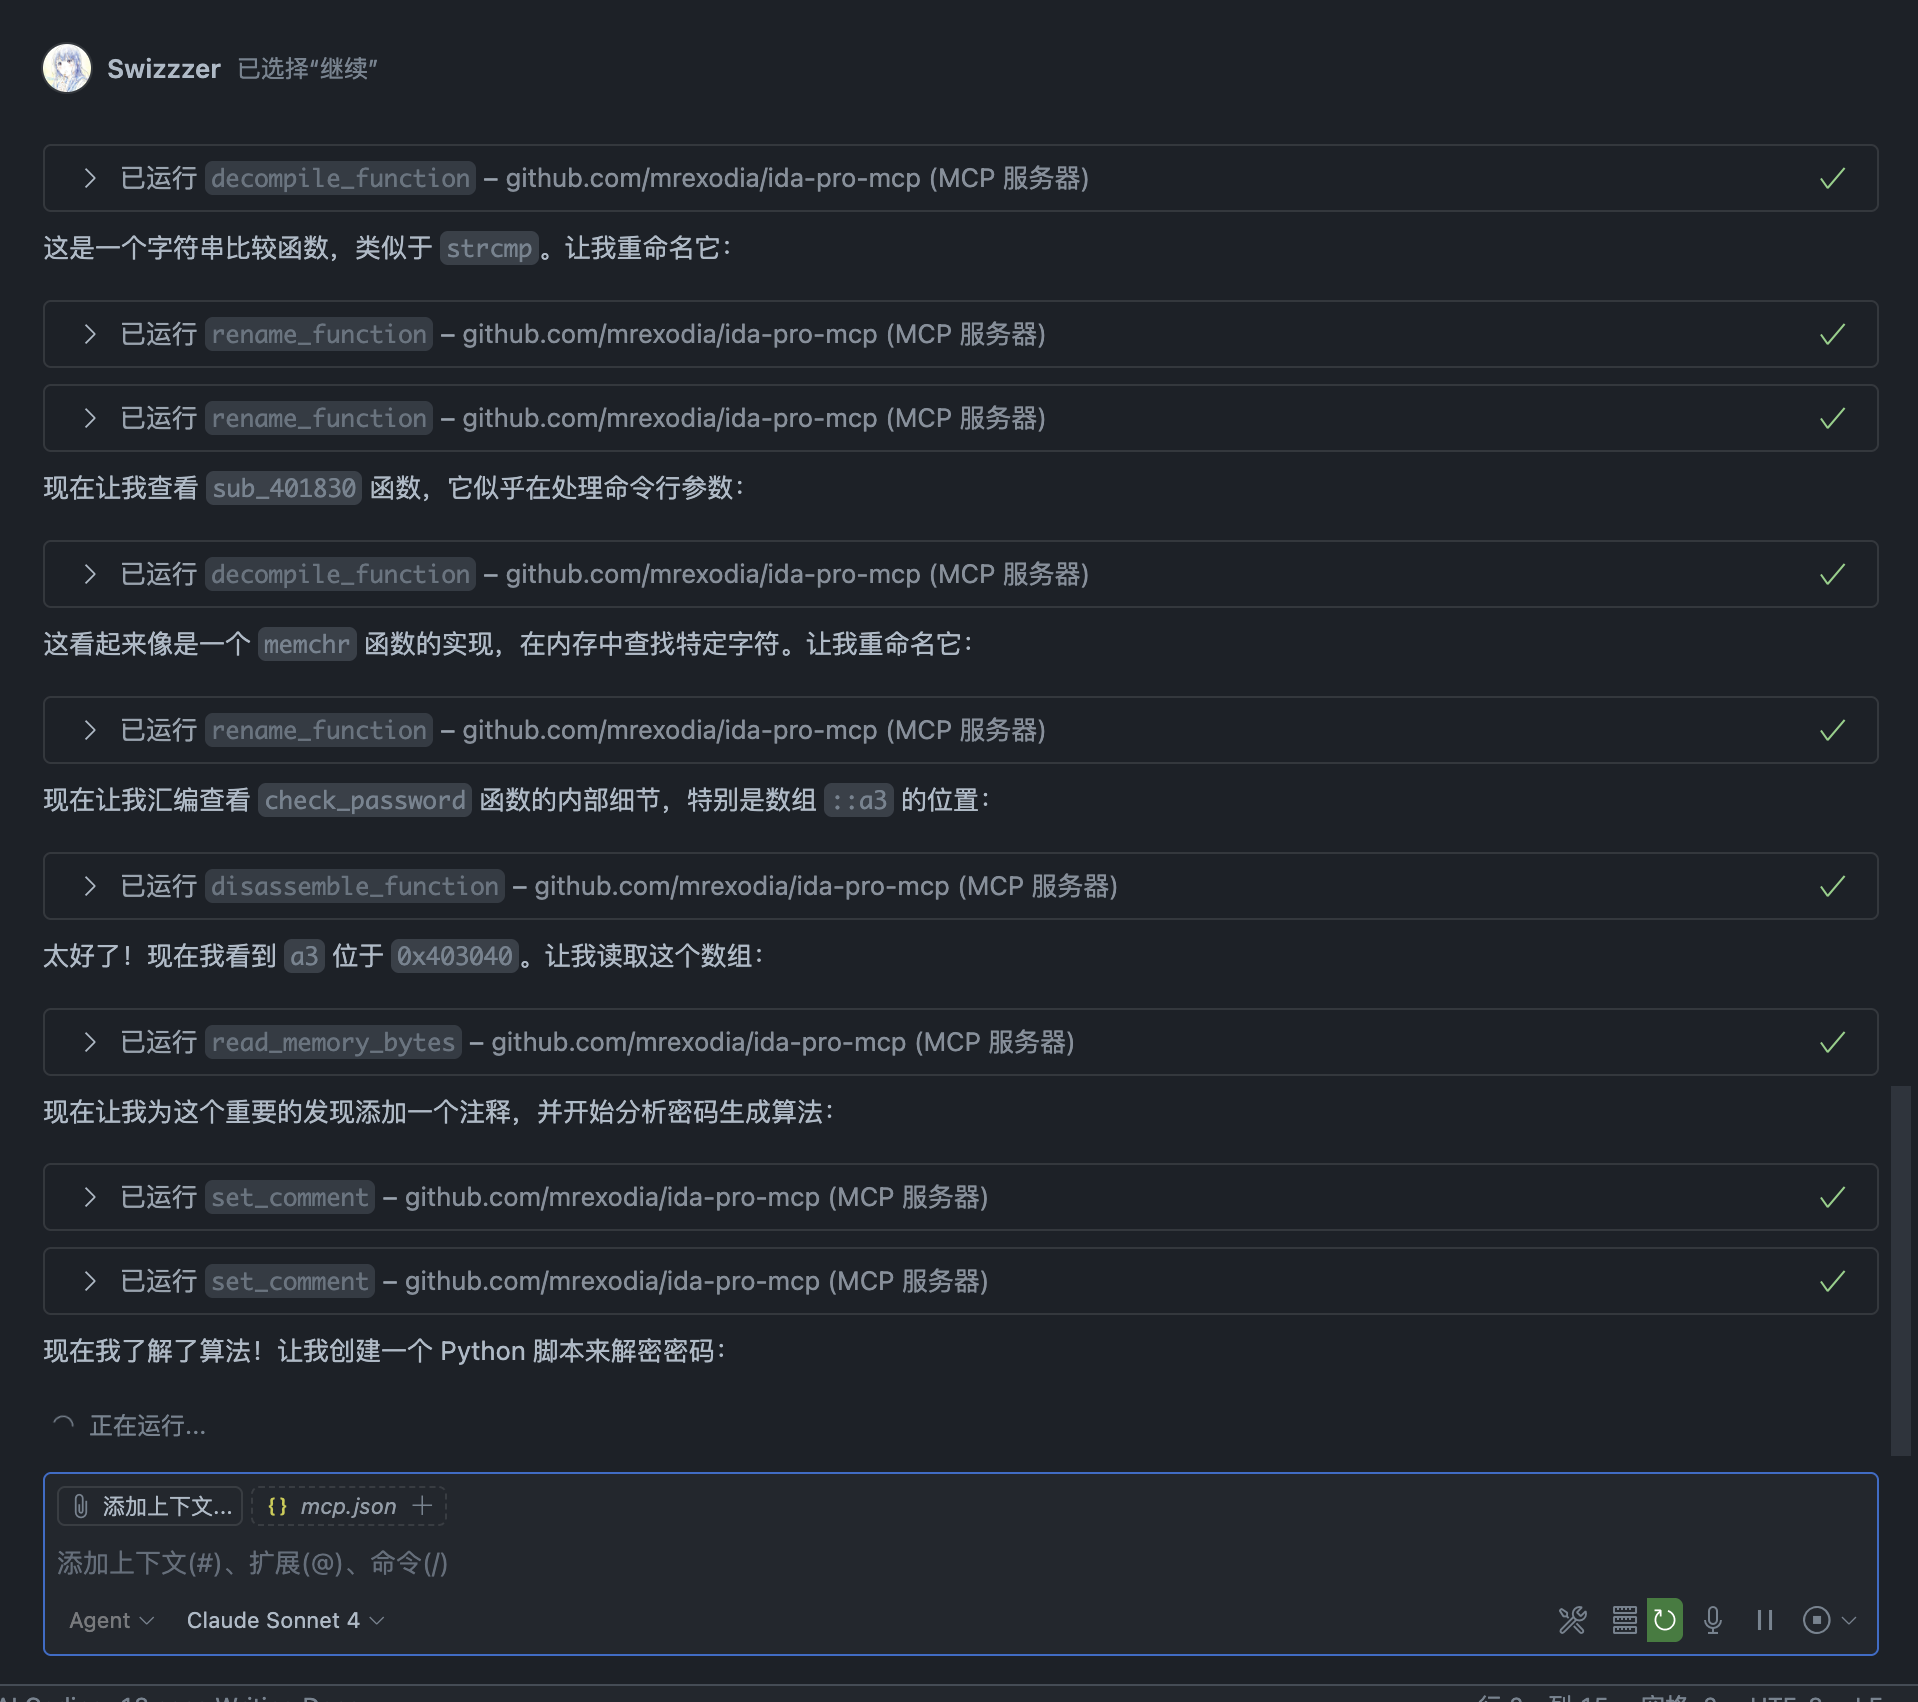 Swizzzer 已选择“继续”
已运行 decompile_function – github.com/mrexodia/ida-pro-mcp (MCP 服务器)
这是一个字符串比较函数，类似于 strcmp。让我重命名它：
已运行 rename_function – github.com/mrexodia/ida-pro-mcp (MCP 服务器)
已运行 rename_function – github.com/mrexodia/ida-pro-mcp (MCP 服务器)
现在让我查看 sub_401830 函数，它似乎在处理命令行参数：
已运行 decompile_function – github.com/mrexodia/ida-pro-mcp (MCP 服务器)
这看起来像是一个 memchr 函数的实现，在内存中查找特定字符。让我重命名它：
已运行 rename_function – github.com/mrexodia/ida-pro-mcp (MCP 服务器)
现在让我汇编查看 check_password 函数的内部细节，特别是数组 ::a3 的位置：
已运行 disassemble_function – github.com/mrexodia/ida-pro-mcp (MCP 服务器)
太好了！现在我看到 a3 位于 0x403040。让我读取这个数组：
已运行 read_memory_bytes – github.com/mrexodia/ida-pro-mcp (MCP 服务器)
现在让我为这个重要的发现添加一个注释，并开始分析密码生成算法：
已运行 set_comment – github.com/mrexodia/ida-pro-mcp (MCP 服务器)
已运行 set_comment – github.com/mrexodia/ida-pro-mcp (MCP 服务器)
现在我了解了算法！让我创建一个 Python 脚本来解密密码：
正在运行...
添加上下文... {} mcp.json +
添加上下文(#)、扩展(@)、命令(/)
Agent Claude Sonnet 4